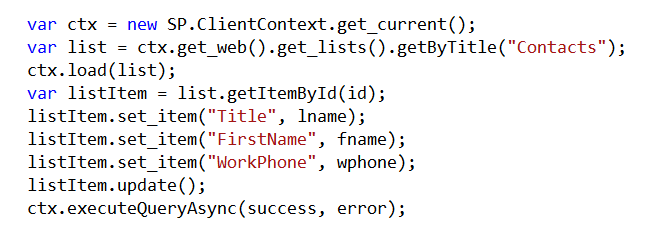 var ctx = new SP.ClientContext.get_current();
var list = ctx.get_web().get_lists().getByTitle("Contacts");
ctx.load(list);
var listItem = list.getItemById(id);
listItem.set_item("Title", lname);
listItem.set_item("FirstName", fname);
listItem.set_item("WorkPhone", wphone);
listItem.update();
ctx.executeQueryAsync(success, error);